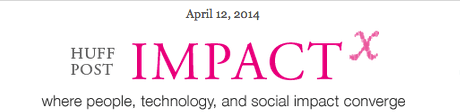 April 12, 2014
HUFF
POST
IMPACT X
where people, technology, and social impact converge